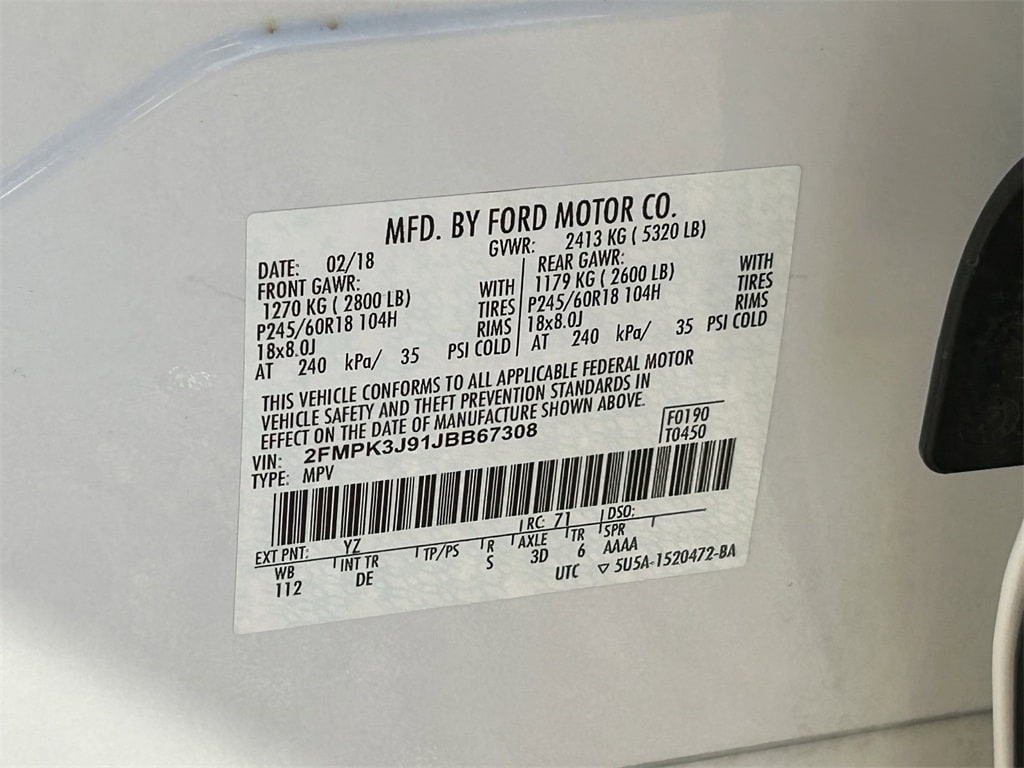 MFD. BY FORD MOTOR CO.
DATE: 02/18 GVWR: 2413 KG ( 5320 LB)
FRONT GAWR: REAR GAWR:
1270 KG ( 2800 LB) WITH 1179 KG ( 2600 LB) WITH
P245/60R18 104H TIRES P245/60R18 104H TIRES
18x8.0J RIMS 18x8.0J RIMS
AT 240 kPa/ 35 PSI COLD AT 240 kPa/ 35 PSI COLD
THIS VEHICLE CONFORMS TO ALL APPLICABLE FEDERAL MOTOR
VEHICLE SAFETY AND THEFT PREVENTION STANDARDS IN
EFFECT ON THE DATE OF MANUFACTURE SHOWN ABOVE.
VIN: 2FMPK3J91JBB67308 F0190
TYPE: MPV T0450
EXT PNT: YZ RC: 71 DSO:
WB INT TR TP/PS R AXLE TR SPR
112 DE S 3D 6 AAAA
UTC ▽ 5U5A-1520472-BA